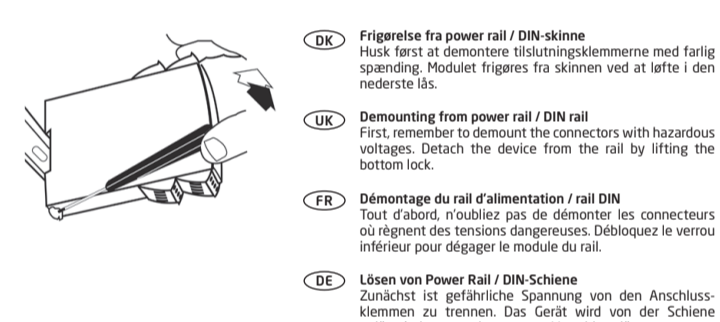 DK
Frigørelse fra power rail / DIN-skinne
Husk først at demontere tilslutningsklemmerne med farlig
spænding. Modulet frigøres fra skinnen ved at løfte i den
nederste lås.
UK
Demounting from power rail / DIN rail
First, remember to demount the connectors with hazardous
voltages. Detach the device from the rail by lifting the
bottom lock.
FR
Démontage du rail d'alimentation / rail DIN
Tout d'abord, n'oubliez pas de démonter les connecteurs
où règnent des tensions dangereuses. Débloquez le verrou
inférieur pour dégager le module du rail.
DE
Lösen von Power Rail / DIN-Schiene
Zunächst ist gefährliche Spannung von den Anschluss-
klemmen zu trennen. Das Gerät wird von der Schiene